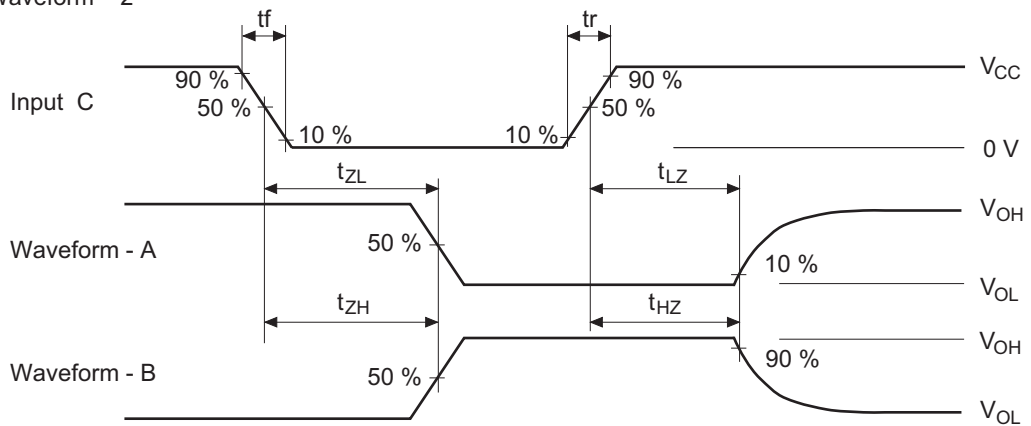 Waveform - 2
tf
tr
Input C
90 %
50 %
10 %
10 %
50 %
90 %
VCC
0 V
tZL
tLZ
Waveform - A
50 %
10 %
VOH
VOL
tZH
tHZ
Waveform - B
50 %
90 %
VOH
VOL